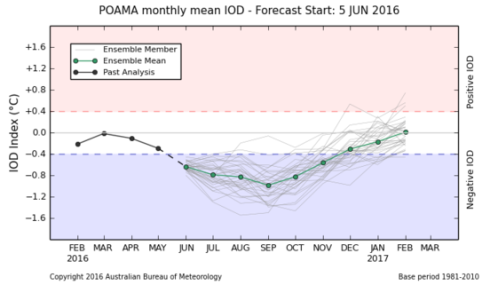 POAMA monthly mean IOD - Forecast Start: 5 JUN 2016
Ensemble Member
Ensemble Mean
Past Analysis
+1.6
+1.2
+0.8
+0.4
0.0
−0.4
−0.8
−1.2
−1.6
IOD Index (°C)
Positive IOD
Negative IOD
FEB MAR APR MAY JUN JUL AUG SEP OCT NOV DEC JAN FEB MAR
2016 2017
Copyright 2016 Australian Bureau of Meteorology Base period 1981-2010